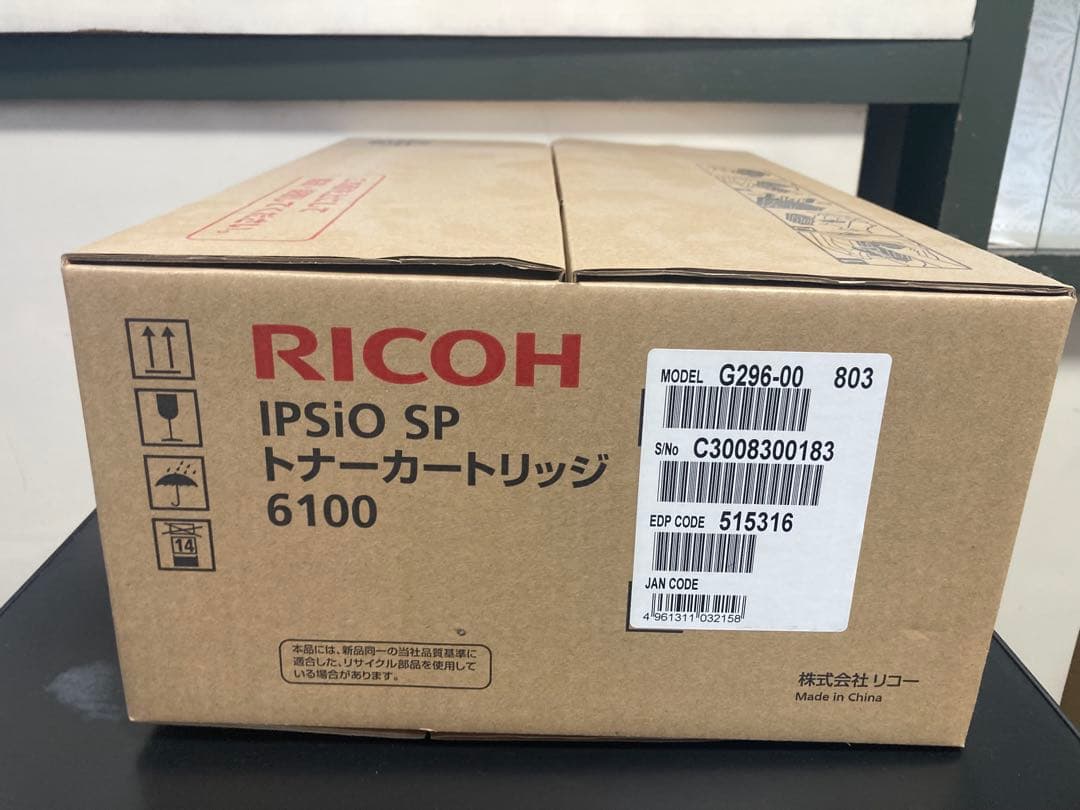 RICOH
IPSiO SP
トナーカートリッジ
6100
14
MODEL G296-00 803
S/No C3008300183
EDP CODE 515316
JAN CODE
4 961311 032158
本品には、新品同一の当社品質基準に
適合した、リサイクル部品を使用して
いる場合があります。
株式会社 リコー
Made in China